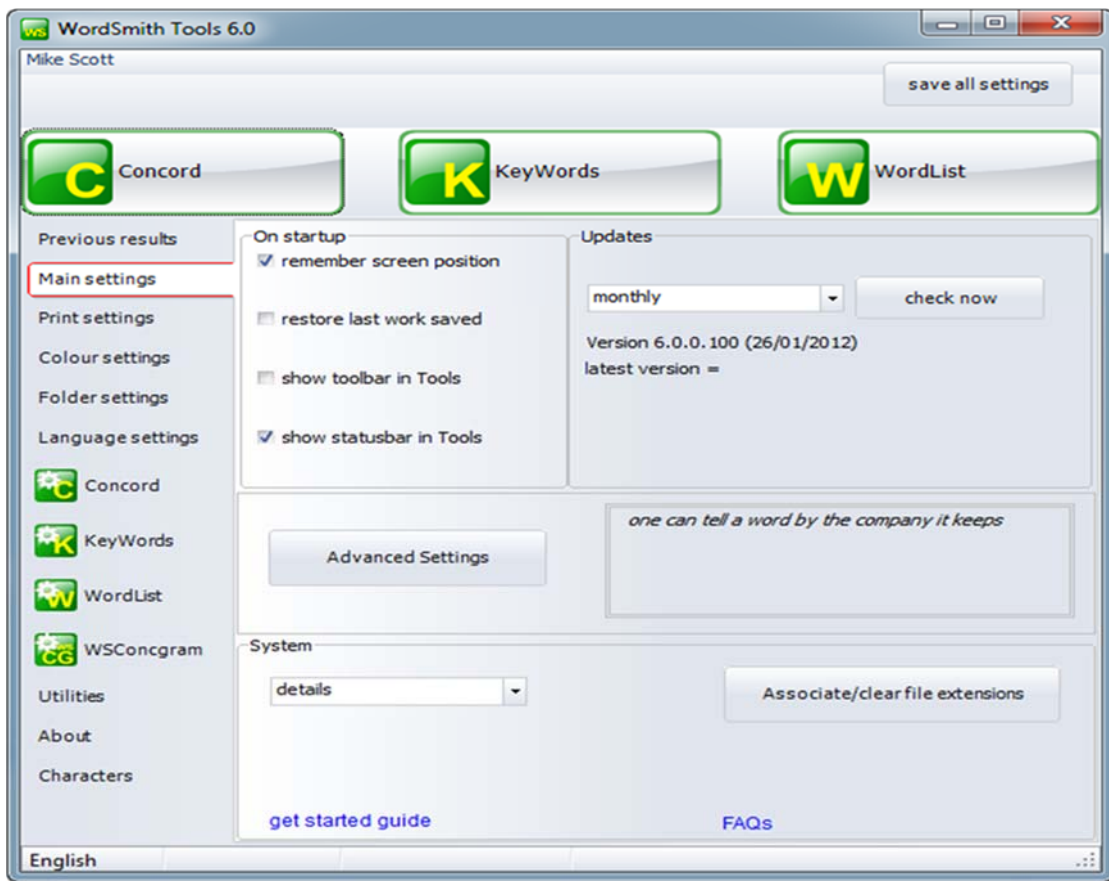 WS WordSmith Tools 6.0
Mike Scott
save all settings
C Concord
K KeyWords
W WordList
Previous results
Main settings
Print settings
Colour settings
Folder settings
Language settings
C Concord
K KeyWords
W WordList
CG WSConcgram
Utilities
About
Characters
On startup
remember screen position
restore last work saved
show toolbar in Tools
show statusbar in Tools
Updates
monthly
check now
Version 6.0.0.100 (26/01/2012)
latest version =
Advanced Settings
one can tell a word by the company it keeps
System
details
Associate/clear file extensions
get started guide
FAQs
English